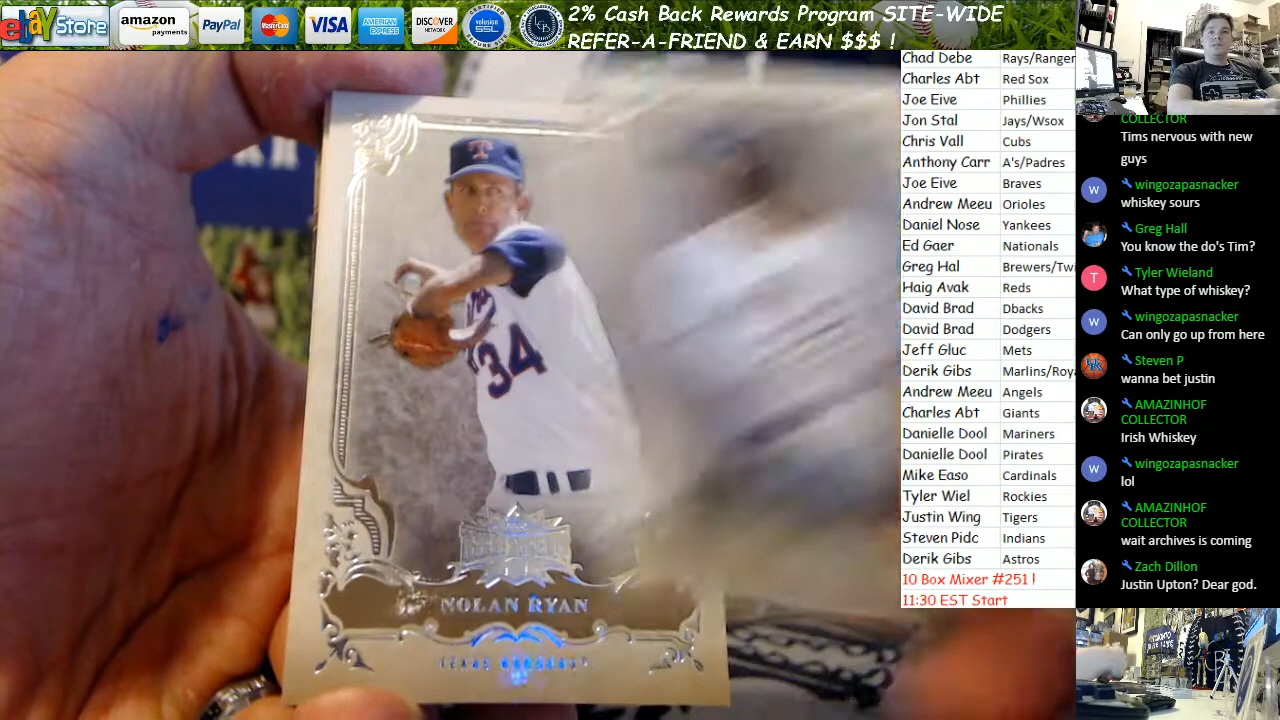 ebay Store
amazon
payments
PayPal
MasterCard
VISA
AMERICAN
EXPRESS
DISCOVER
NETWORK
CERTIFIED
volusion
SSL
SECURE
2% Cash Back Rewards Program SITE-WIDE
REFER-A-FRIEND & EARN $$$ !
Chad Debe Rays/Ranger
Charles Abt Red Sox
Joe Eive Phillies
Jon Stal Jays/Wsox
Chris Vall Cubs
Anthony Carr A's/Padres
Joe Eive Braves
Andrew Meeu Orioles
Daniel Nose Yankees
Ed Gaer Nationals
Greg Hal Brewers/Twi
Haig Avak Reds
David Brad Dbacks
David Brad Dodgers
Jeff Gluc Mets
Derik Gibs Marlins/Roya
Andrew Meeu Angels
Charles Abt Giants
Danielle Dool Mariners
Danielle Dool Pirates
Mike Easo Cardinals
Tyler Wiel Rockies
Justin Wing Tigers
Steven Pidc Indians
Derik Gibs Astros
10 Box Mixer #251 !
11:30 EST Start
COLLECTOR
Tims nervous with new
guys
W
wingozapasnacker
whiskey sours
Greg Hall
You know the do's Tim?
T
Tyler Wieland
What type of whiskey?
W
wingozapasnacker
Can only go up from here
Steven P
wanna bet justin
AMAZINHOF
COLLECTOR
Irish Whiskey
W
wingozapasnacker
lol
AMAZINHOF
COLLECTOR
wait archives is coming
Zach Dillon
Justin Upton? Dear god.
T
34
NOLAN RYAN
TEXAS RANGERS